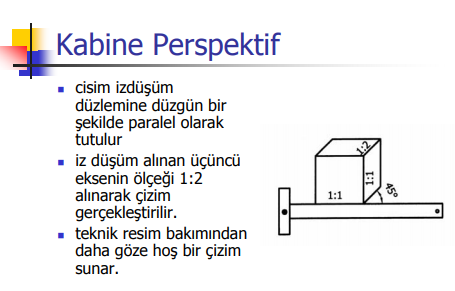 Kabine Perspektif
cisim izdüşüm
düzlemine düzgün bir
şekilde paralel olarak
tutulur
iz düşüm alınan üçüncü
eksenin ölçeği 1:2
alınarak çizim
gerçekleştirilir.
teknik resim bakımından
daha göze hoş bir çizim
sunar.
1:2
1:1
1:1
45°